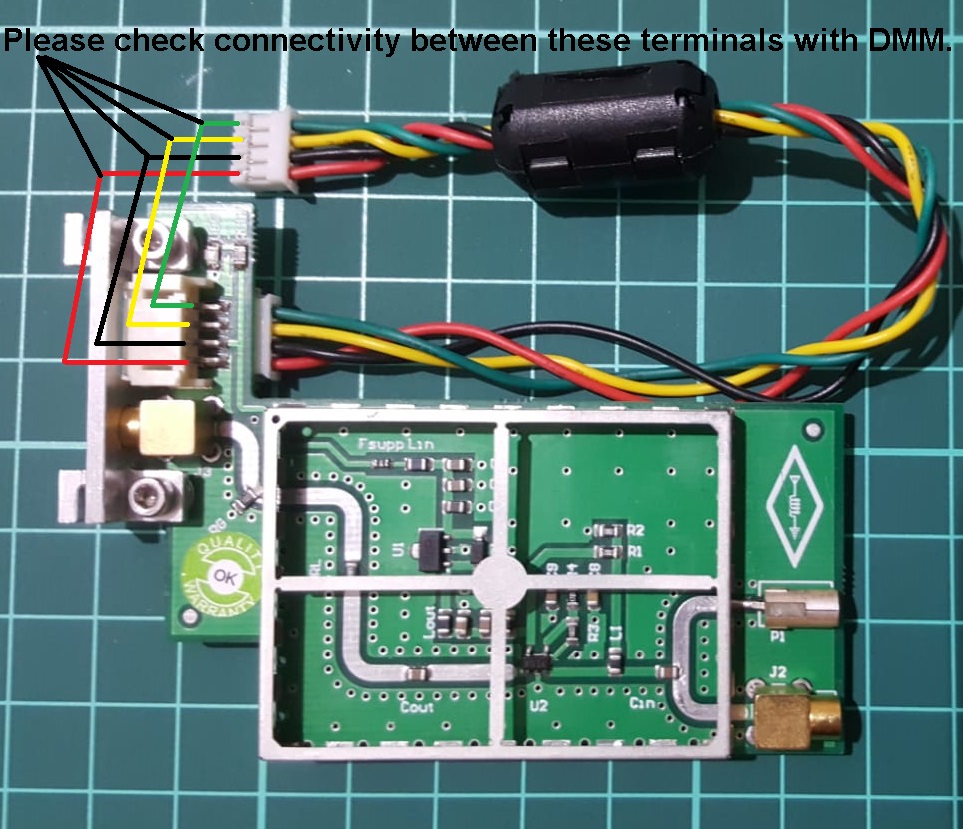 Please check connectivity between these terminals with DMM.
Fsupp Lin
R2
R1
U1
QUALITY
OK
WARRANTY
RL
Lout
R3
L1
P1
J2
Cout
U2
Cin